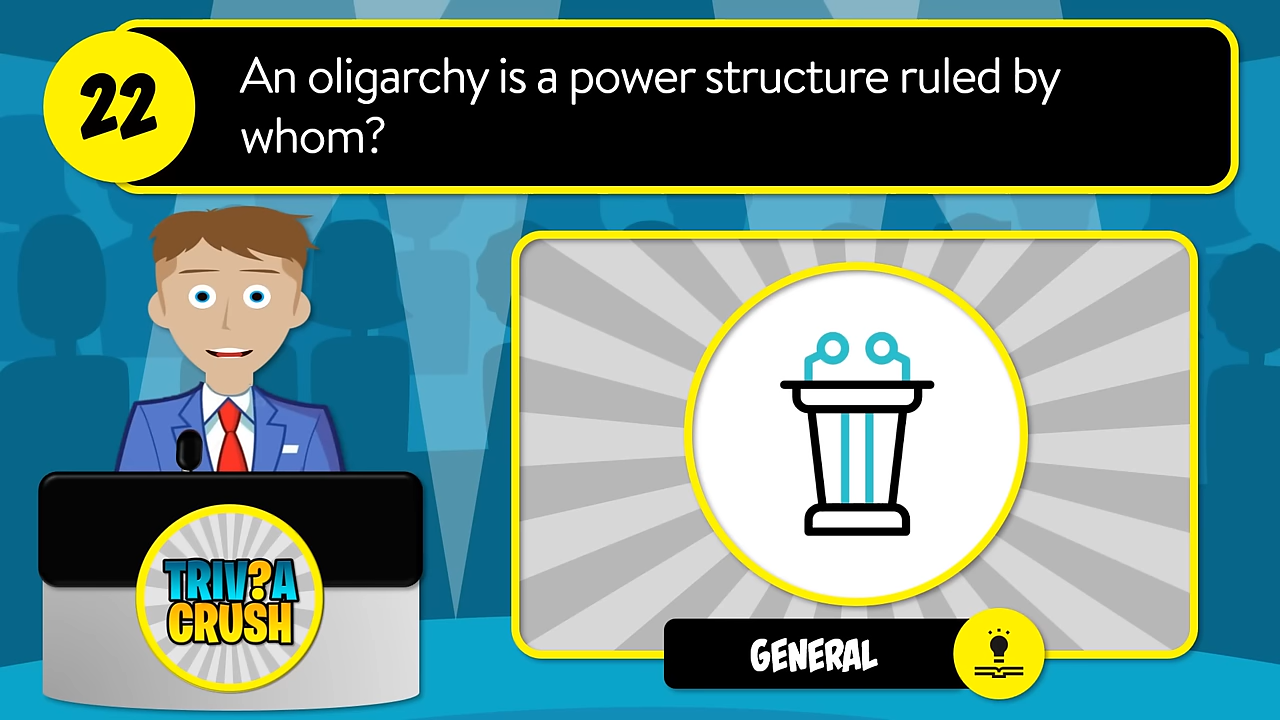 22
An oligarchy is a power structure ruled by
whom?
TRIV?A
CRUSH
GENERAL